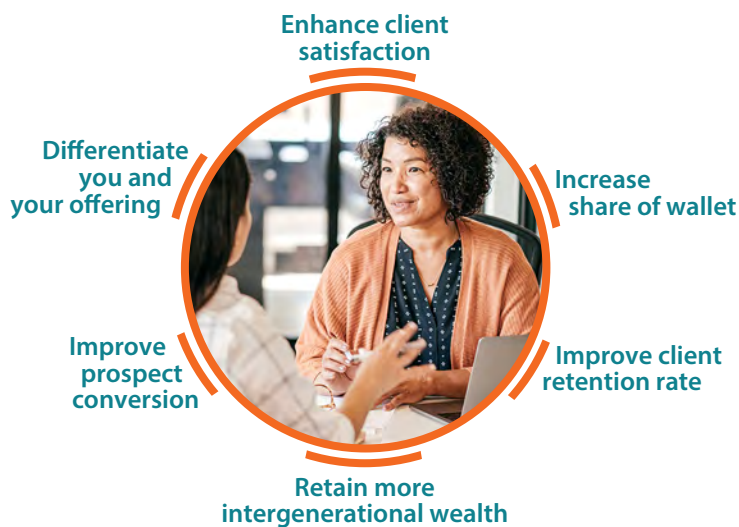 Enhance client
satisfaction
Increase
share of wallet
Improve client
retention rate
Retain more
intergenerational wealth
Improve
prospect
conversion
Differentiate
you and
your offering